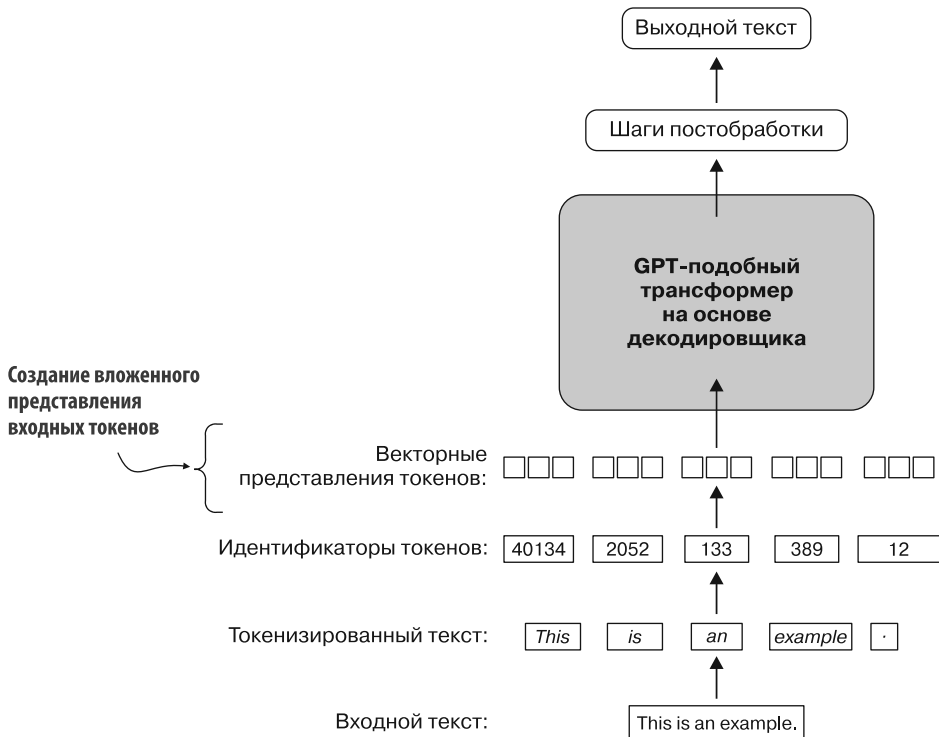 Выходной текст
Шаги постобработки
GPT-подобный
трансформер
на основе
декодировщика
Создание вложенного
представления
входных токенов
Векторные
представления токенов:
Идентификаторы токенов: 40134 2052 133 389 12
Токенизированный текст: This is an example .
Входной текст: This is an example.